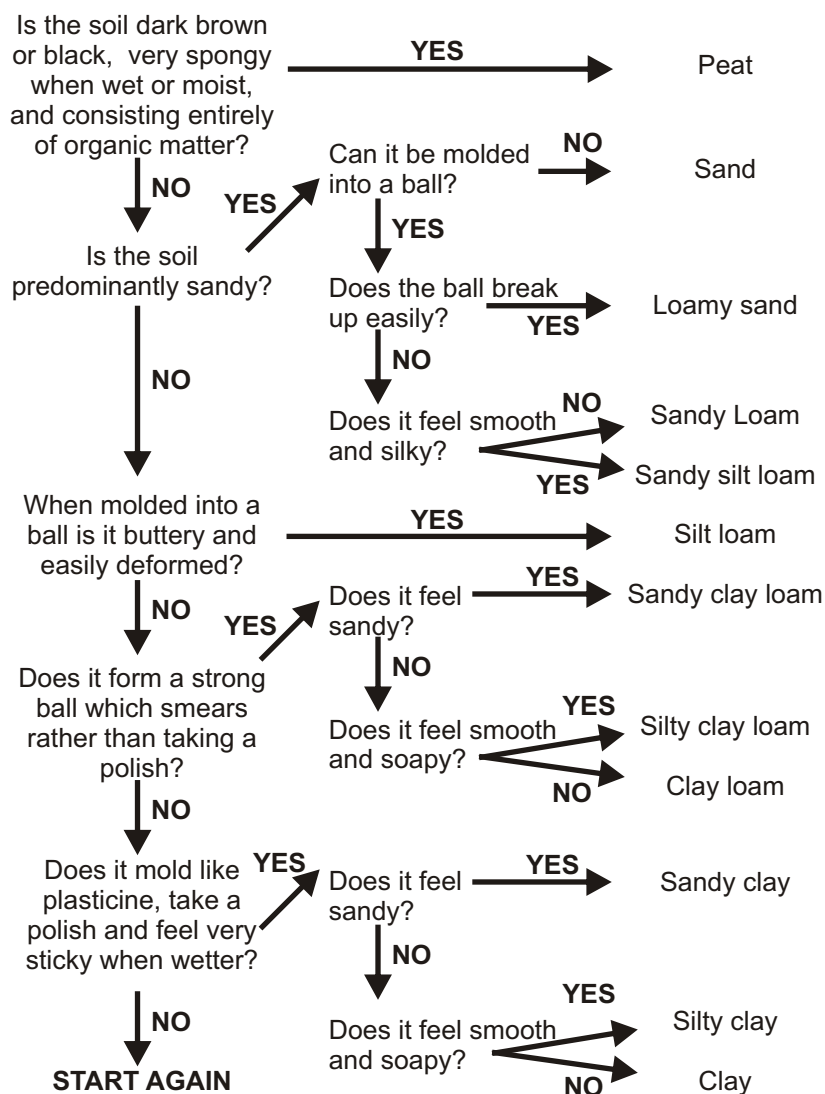 Is the soil dark brown
or black, very spongy
when wet or moist,
and consisting entirely
of organic matter?
YES
Peat
NO
Is the soil
predominantly sandy?
YES
Can it be molded
into a ball?
NO
Sand
YES
Does the ball break
up easily?
YES
Loamy sand
NO
Does it feel smooth
and silky?
NO
Sandy Loam
YES
Sandy silt loam
NO
When molded into a
ball is it buttery and
easily deformed?
YES
Silt loam
NO
Does it form a strong
ball which smears
rather than taking a
polish?
YES
Does it feel
sandy?
YES
Sandy clay loam
NO
Does it feel smooth
and soapy?
YES
Silty clay loam
NO
Clay loam
NO
Does it mold like
plasticine, take a
polish and feel very
sticky when wetter?
YES
Does it feel
sandy?
YES
Sandy clay
NO
Does it feel smooth
and soapy?
YES
Silty clay
NO
Clay
NO
START AGAIN